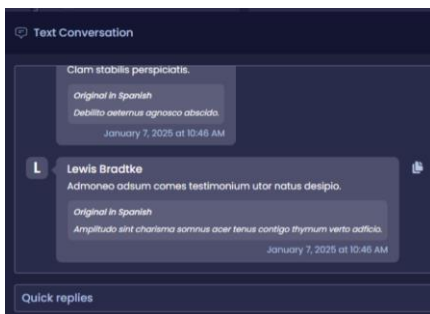 Text Conversation
Clam stabilis perspiciatis.
Original in Spanish
Debilito aeternus agnosco abscido.
January 7, 2025 at 10:46 AM
L
Lewis Bradtke
Admoneo adsum comes testimonium utor natus desipio.
Original in Spanish
Amplitudo sint charisma somnus acer tenus contigo thymum verto adficio.
January 7, 2025 at 10:46 AM
Quick replies